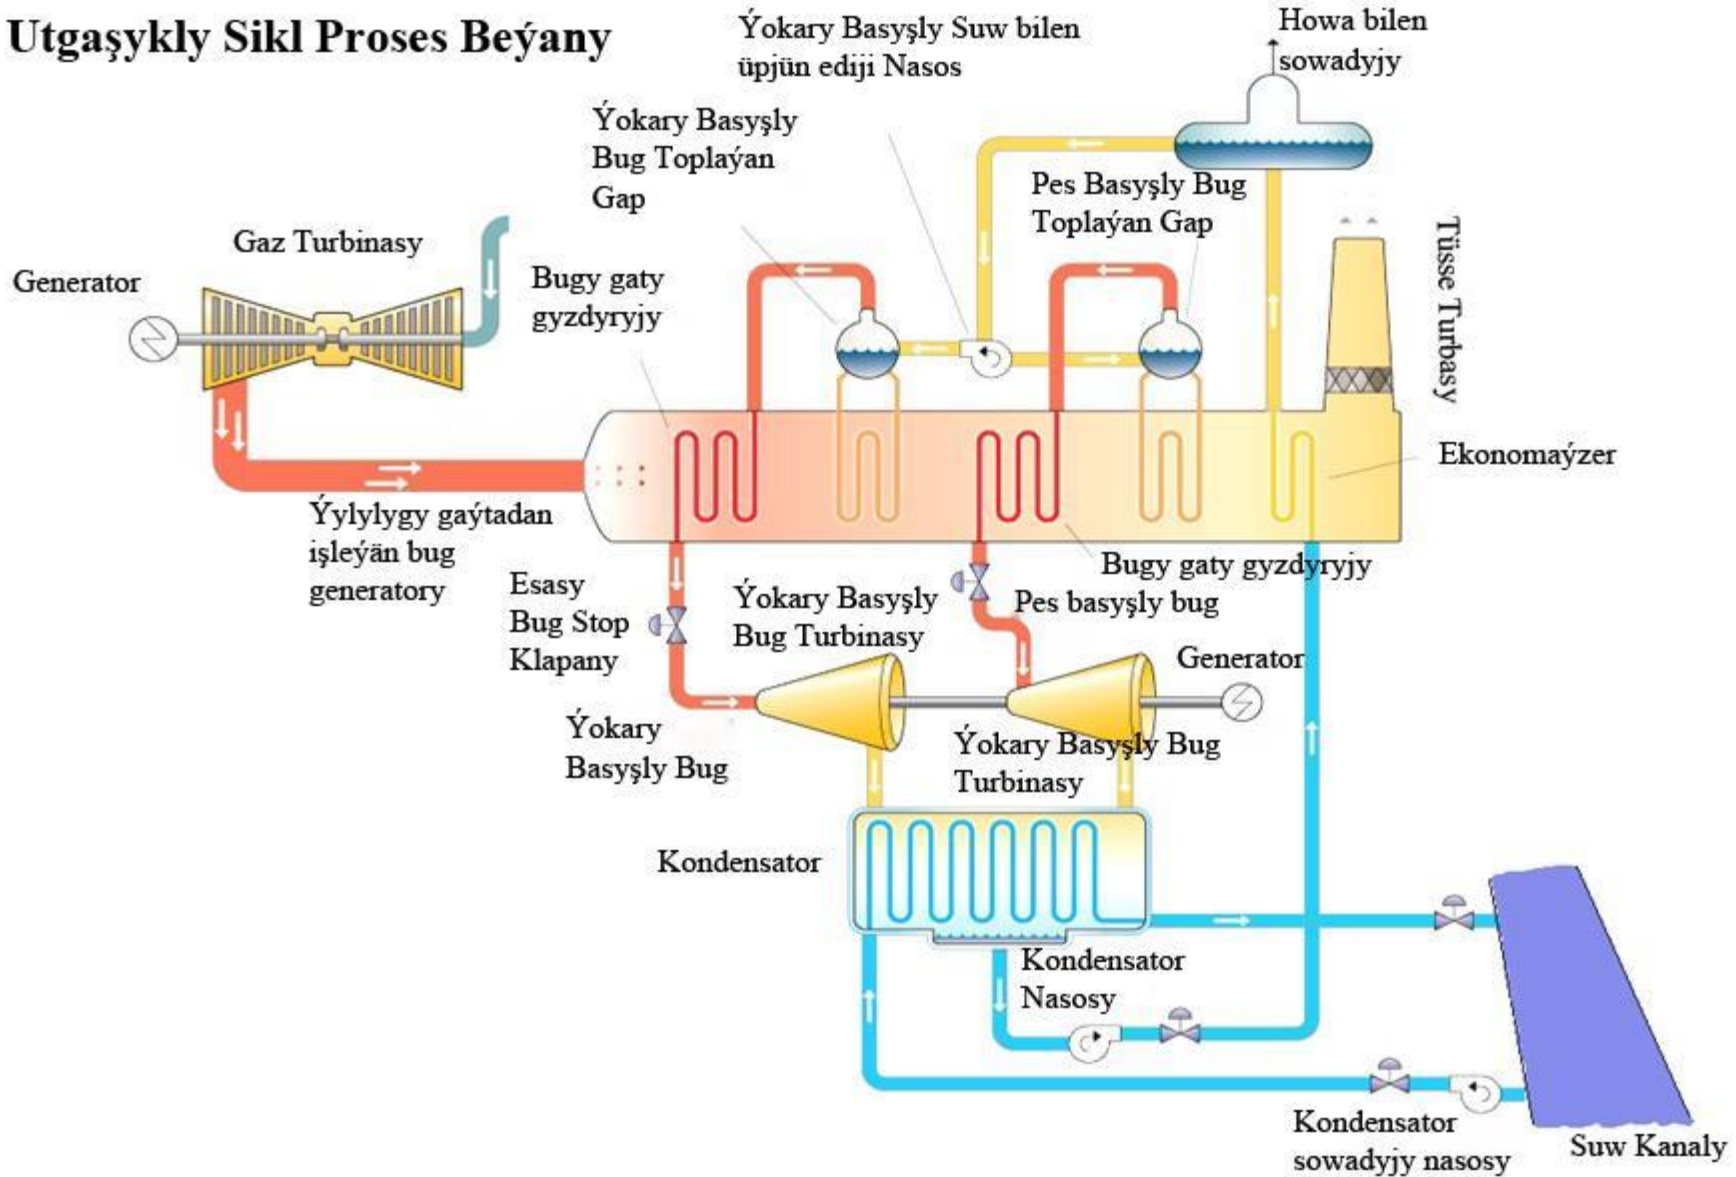 Utgaşykly Sikl Proses Beýany
Ýokary Basyşly Suw bilen
üpjün ediji Nasos
Howa bilen
sowadyjy
Ýokary Basyşly
Bug Toplaýan
Gap
Pes Basyşly Bug
Toplaýan Gap
Gaz Turbinasy
Generator
Bugy gaty
gyzdyryjy
Tüsse Turbasy
Ekonomaýzer
Ýylylygy gaýtadan
işleýän bug
generatory
Esasy
Bug Stop
Klapany
Ýokary Basyşly
Bug Turbinasy
Bugy gaty gyzdyryjy
Pes basyşly bug
Generator
Ýokary
Basyşly Bug
Ýokary Basyşly Bug
Turbinasy
Kondensator
Kondensator
Nasosy
Kondensator
sowadyjy nasosy
Suw Kanaly